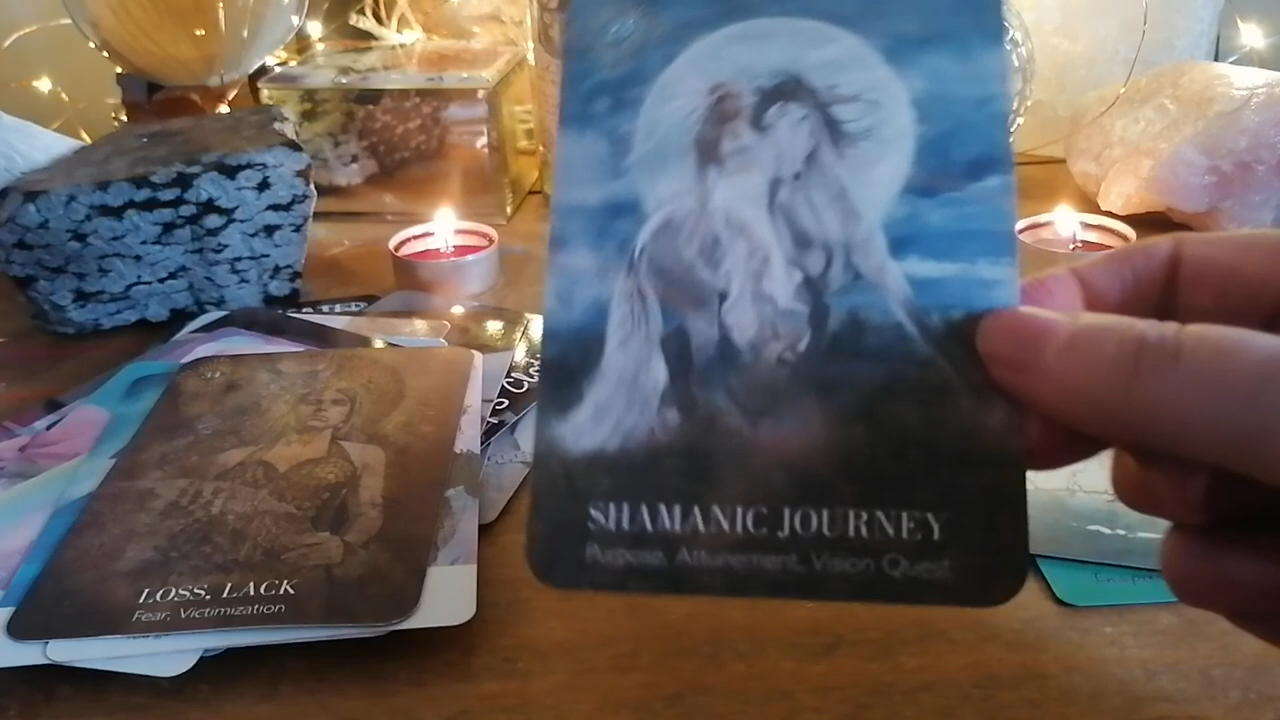 SHAMANIC JOURNEY
Purpose, Attunement, Vision Quest
LOSS, LACK
Fear, Victimization